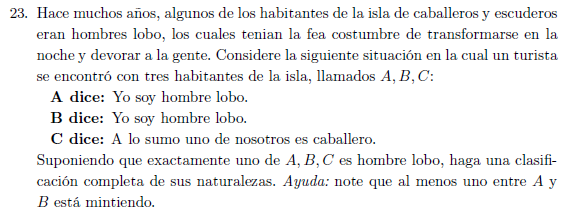 23. Hace muchos años, algunos de los habitantes de la isla de caballeros y escuderos
eran hombres lobo, los cuales tenian la fea costumbre de transformarse en la
noche y devorar a la gente. Considere la siguiente situación en la cual un turista
se encontró con tres habitantes de la isla, llamados A, B, C:
A dice: Yo soy hombre lobo.
B dice: Yo soy hombre lobo.
C dice: A lo sumo uno de nosotros es caballero.
Suponiendo que exactamente uno de A, B, C es hombre lobo, haga una clasifi-
cación completa de sus naturalezas. Ayuda: note que al menos uno entre A y
B está mintiendo.